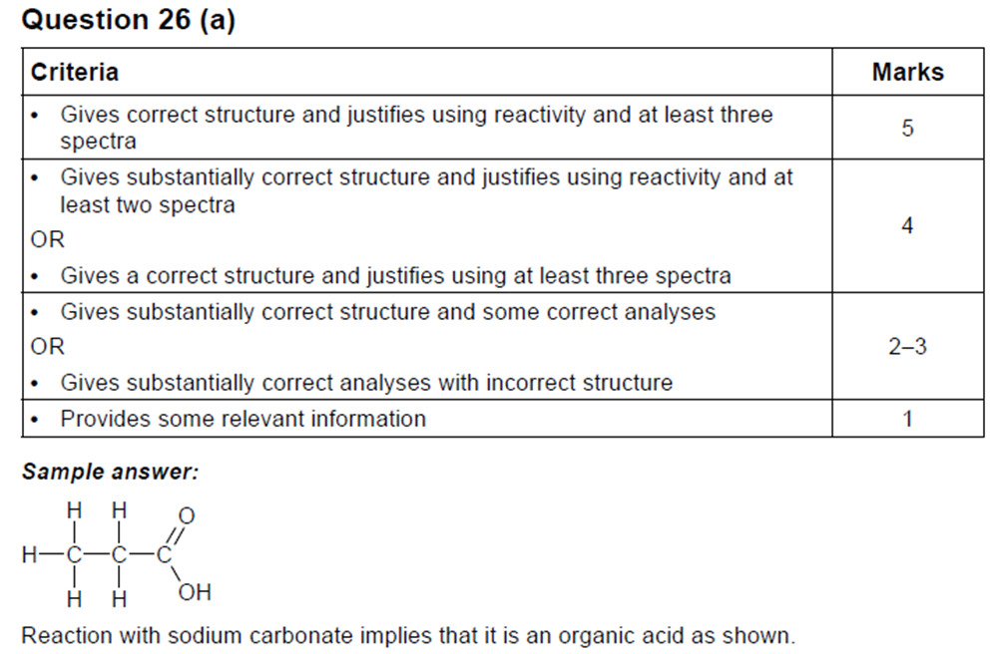 Question 26 (a)
Criteria Marks
• Gives correct structure and justifies using reactivity and at least three
spectra
5
• Gives substantially correct structure and justifies using reactivity and at
least two spectra
OR
• Gives a correct structure and justifies using at least three spectra
4
• Gives substantially correct structure and some correct analyses
OR
• Gives substantially correct analyses with incorrect structure
2–3
• Provides some relevant information 1
Sample answer:
H H O
H—C—C—C
H H OH
Reaction with sodium carbonate implies that it is an organic acid as shown.